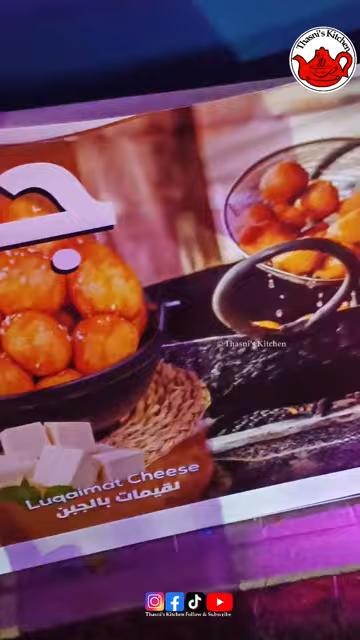 Thasni's Kitchen
©Thasni's Kitchen
Luqaimat Cheese
لقيمات بالجبن
Thasni's Kitchen Follow & Subscribe